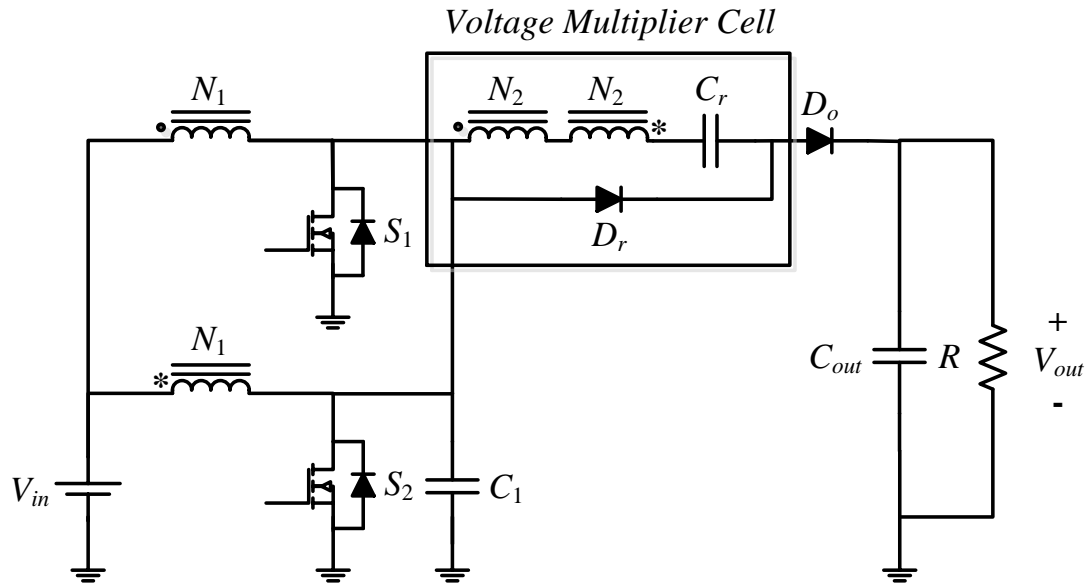 Voltage Multiplier Cell
N1
N2
N2
Cr
Do
*
S1
Dr
N1
*
Cout
R
+
Vout
-
Vin
S2
C1